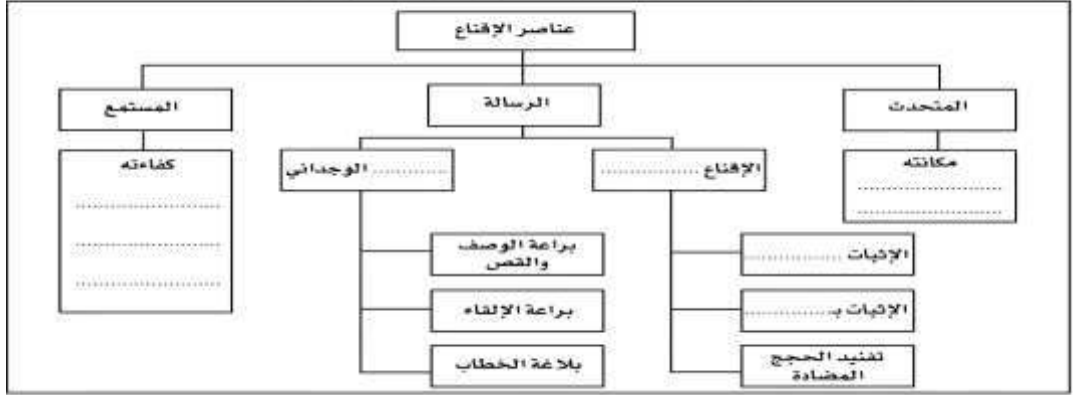 عناصر الإقناع
المتحدث
الرسالة
المستمع
مكانته
.........................
.........................
الإقناع ....................
.................. الوجداني
كفاءته
.........................
.........................
.........................
الإثبات ..................
الإثبات بـ..................
تفنيد الحجج
المضادة
براعة الوصف
والقص
براعة الإلقاء
بلاغة الخطاب